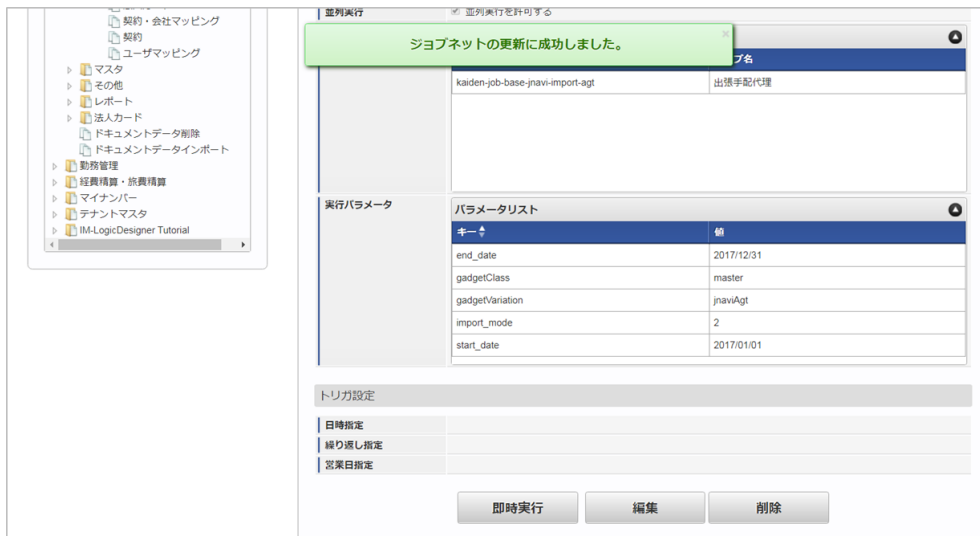 契約・会社マッピング
契約
ユーザマッピング
マスタ
その他
レポート
法人カード
ドキュメントデータ削除
ドキュメントデータインポート
勤務管理
経費精算・旅費精算
マイナンバー
テナントマスタ
IM-LogicDesigner Tutorial
並列実行
並列実行を許可する
ジョブネットの更新に成功しました。
×
ブ名
kaiden-job-base-jnavi-import-agt 出張手配代理
実行パラメータ
パラメータリスト
キー 値
end_date 2017/12/31
gadgetClass master
gadgetVariation jnaviAgt
import_mode 2
start_date 2017/01/01
トリガ設定
日時指定
繰り返し指定
営業日指定
即時実行 編集 削除